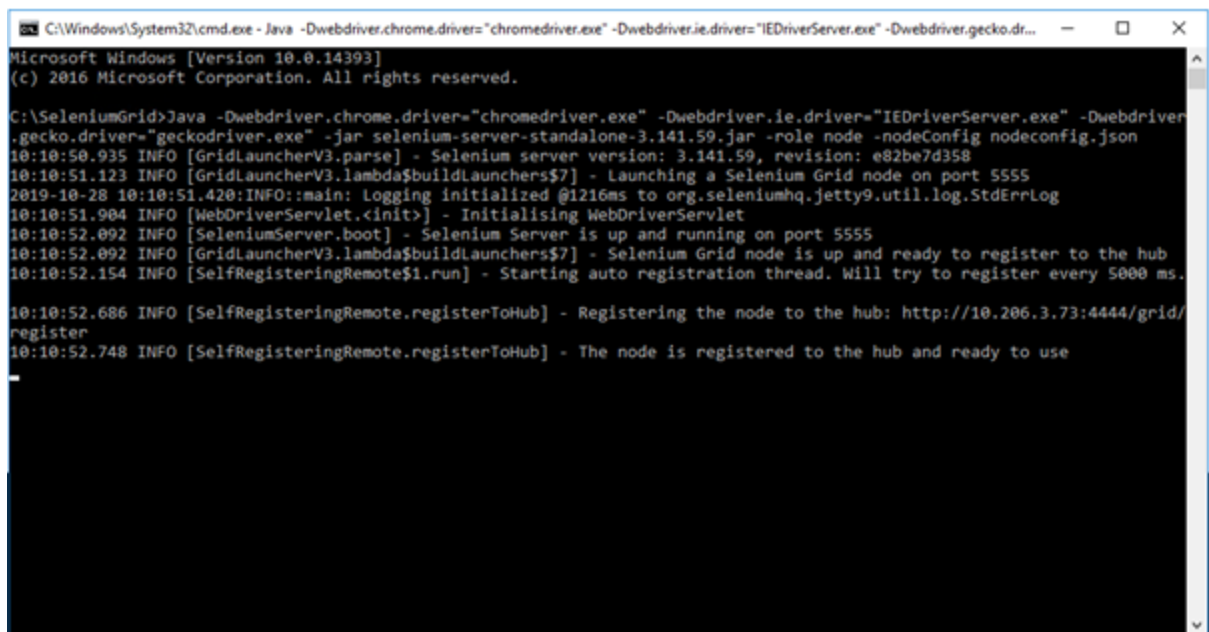 C:\Windows\System32\cmd.exe - Java -Dwebdriver.chrome.driver="chromedriver.exe" -Dwebdriver.ie.driver="IEDriverServer.exe" -Dwebdriver.gecko.dr...
Microsoft Windows [Version 10.0.14393]
(c) 2016 Microsoft Corporation. All rights reserved.
C:\SeleniumGrid>Java -Dwebdriver.chrome.driver="chromedriver.exe" -Dwebdriver.ie.driver="IEDriverServer.exe" -Dwebdriver
.gecko.driver="geckodriver.exe" -jar selenium-server-standalone-3.141.59.jar -role node -nodeConfig nodeconfig.json
10:10:50.935 INFO [GridLauncherV3.parse] - Selenium server version: 3.141.59, revision: e82be7d358
10:10:51.123 INFO [GridLauncherV3.lambda$buildLaunchers$7] - Launching a Selenium Grid node on port 5555
2019-10-28 10:10:51.420:INFO::main: Logging initialized @1216ms to org.seleniumhq.jetty9.util.log.StdErrLog
10:10:51.904 INFO [WebDriverServlet.<init>] - Initialising WebDriverServlet
10:10:52.092 INFO [SeleniumServer.boot] - Selenium Server is up and running on port 5555
10:10:52.092 INFO [GridLauncherV3.lambda$buildLaunchers$7] - Selenium Grid node is up and ready to register to the hub
10:10:52.154 INFO [SelfRegisteringRemote$1.run] - Starting auto registration thread. Will try to register every 5000 ms.
10:10:52.686 INFO [SelfRegisteringRemote.registerToHub] - Registering the node to the hub: http://10.206.3.73:4444/grid/
register
10:10:52.748 INFO [SelfRegisteringRemote.registerToHub] - The node is registered to the hub and ready to use